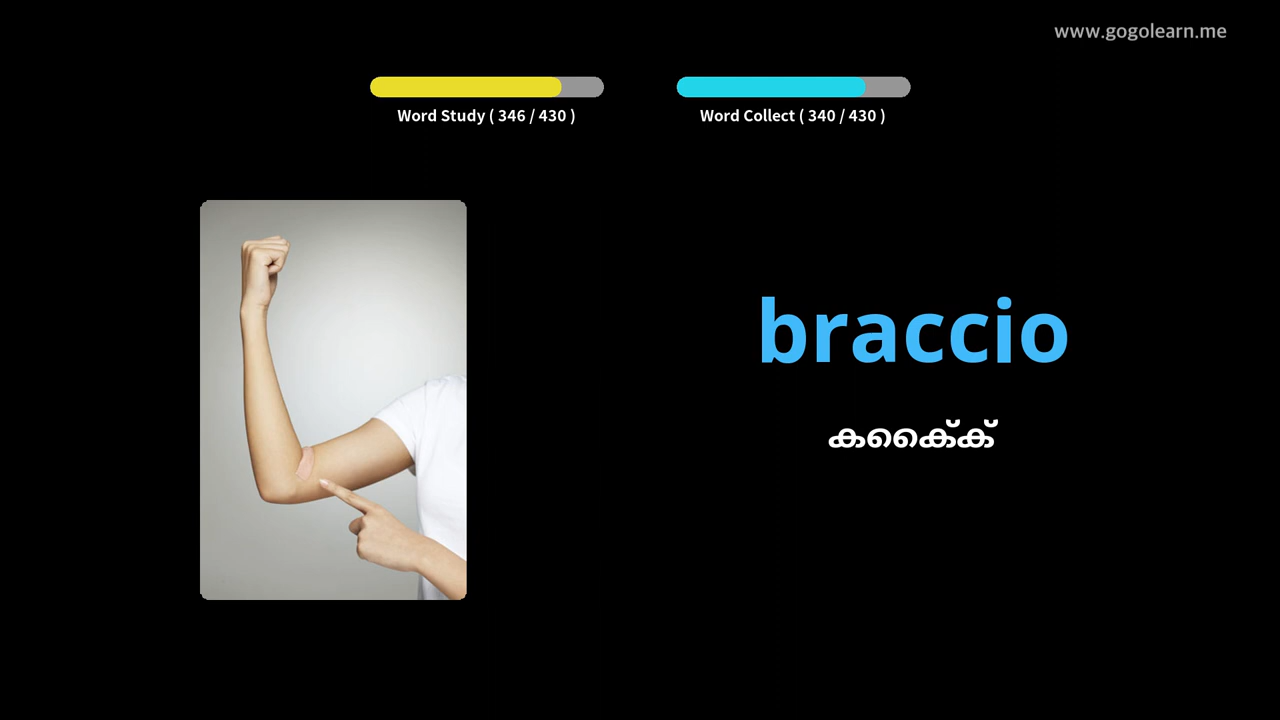 www.gogolearn.me
Word Study ( 346 / 430 )
Word Collect ( 340 / 430 )
braccio
കകൈ്ക്